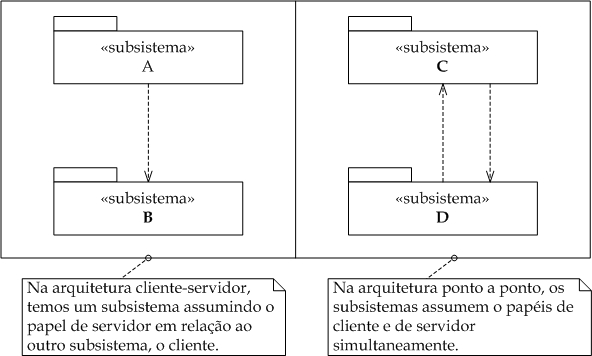 «subsistema»
A
«subsistema»
B
Na arquitetura cliente-servidor,
temos um subsistema assumindo o
papel de servidor em relação ao
outro subsistema, o cliente.
«subsistema»
C
«subsistema»
D
Na arquitetura ponto a ponto, os
subsistemas assumem o papéis de
cliente e de servidor
simultaneamente.